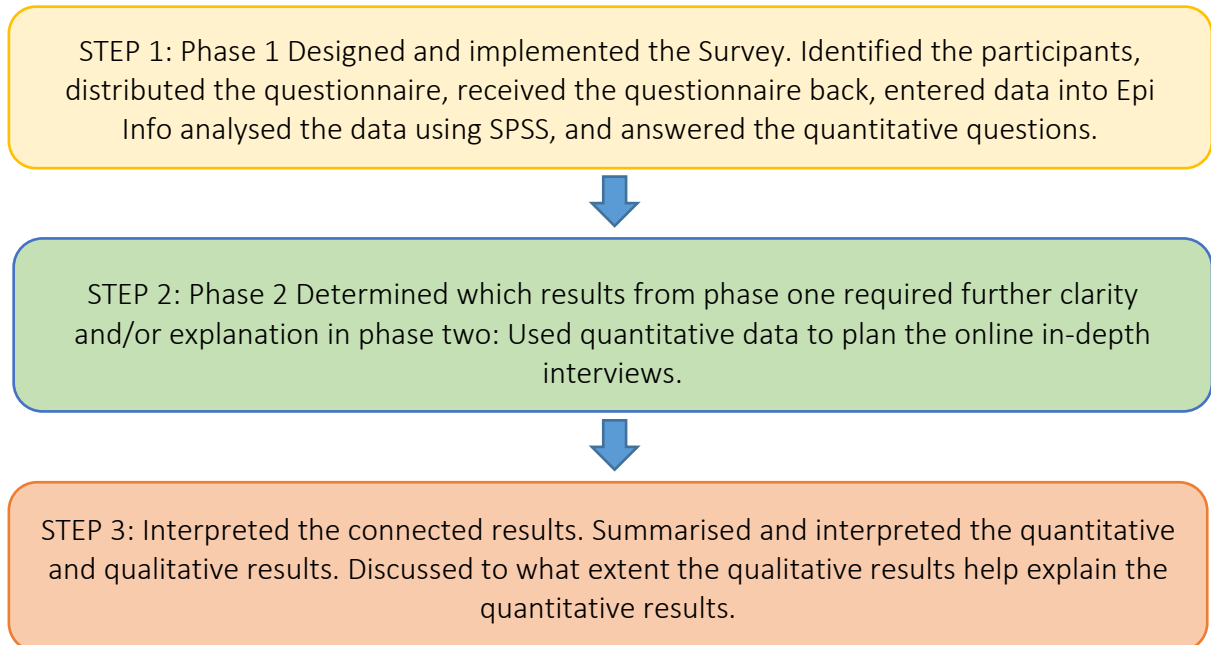 STEP 1: Phase 1 Designed and implemented the Survey. Identified the participants,
distributed the questionnaire, received the questionnaire back, entered data into Epi
Info analysed the data using SPSS, and answered the quantitative questions.
STEP 2: Phase 2 Determined which results from phase one required further clarity
and/or explanation in phase two: Used quantitative data to plan the online in-depth
interviews.
STEP 3: Interpreted the connected results. Summarised and interpreted the quantitative
and qualitative results. Discussed to what extent the qualitative results help explain the
quantitative results.